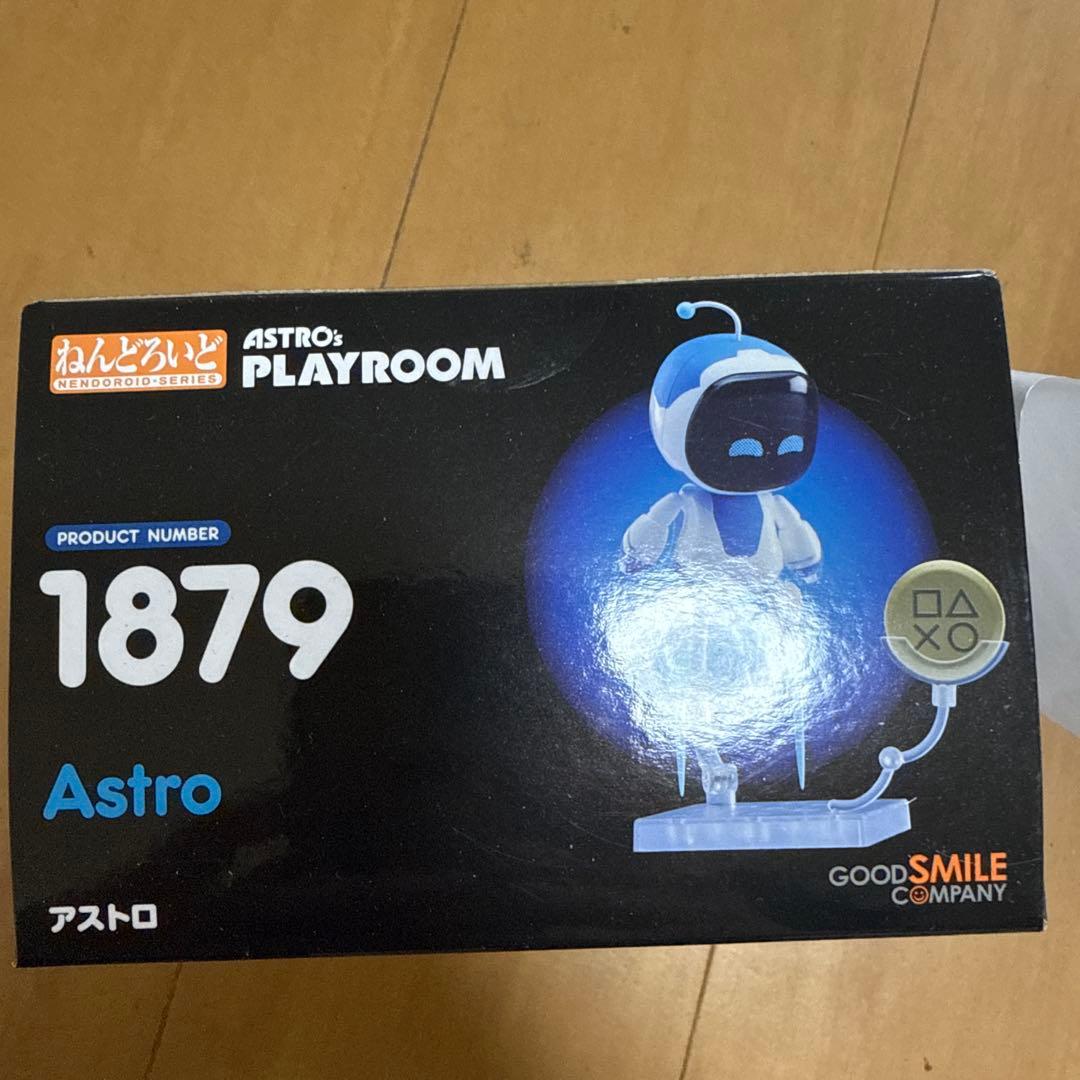 ねんどろいど
NENDOROID·SERIES
ASTRO's
PLAYROOM
PRODUCT NUMBER
1879
Astro
アストロ
GOOD SMILE
COMPANY